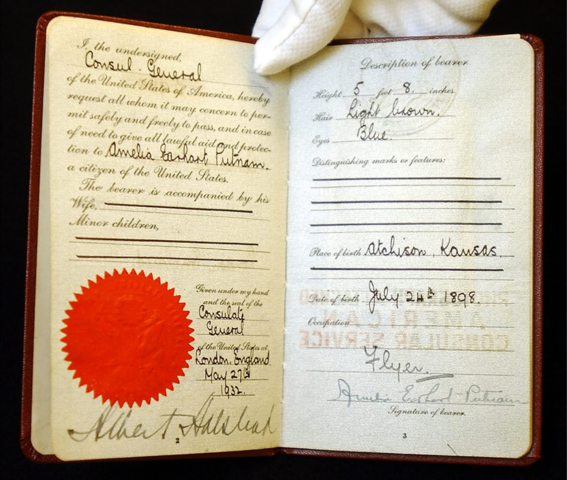 I, the undersigned,
Consul General
of the United States of America, hereby
request all whom it may concern to per-
mit safely and freely to pass, and in case
of need to give all lawful aid and protec-
tion to Amelia Earhart Putnam.
a citizen of the United States.
The bearer is accompanied by his
Wife,
Minor children,
Given under my hand
and the seal of the
Consulate
General
of the United States at
London, England.
May 27th
1932.
Albert Halstead
2
Description of bearer
Height 5 feet 8 inches.
Hair Light brown.
Eyes Blue
Distinguishing marks or features:
Place of birth Atchison, Kansas.
Date of birth July 24th 1898.
Occupation
Flyer
Amelia Earhart Putnam
Signature of bearer.
3